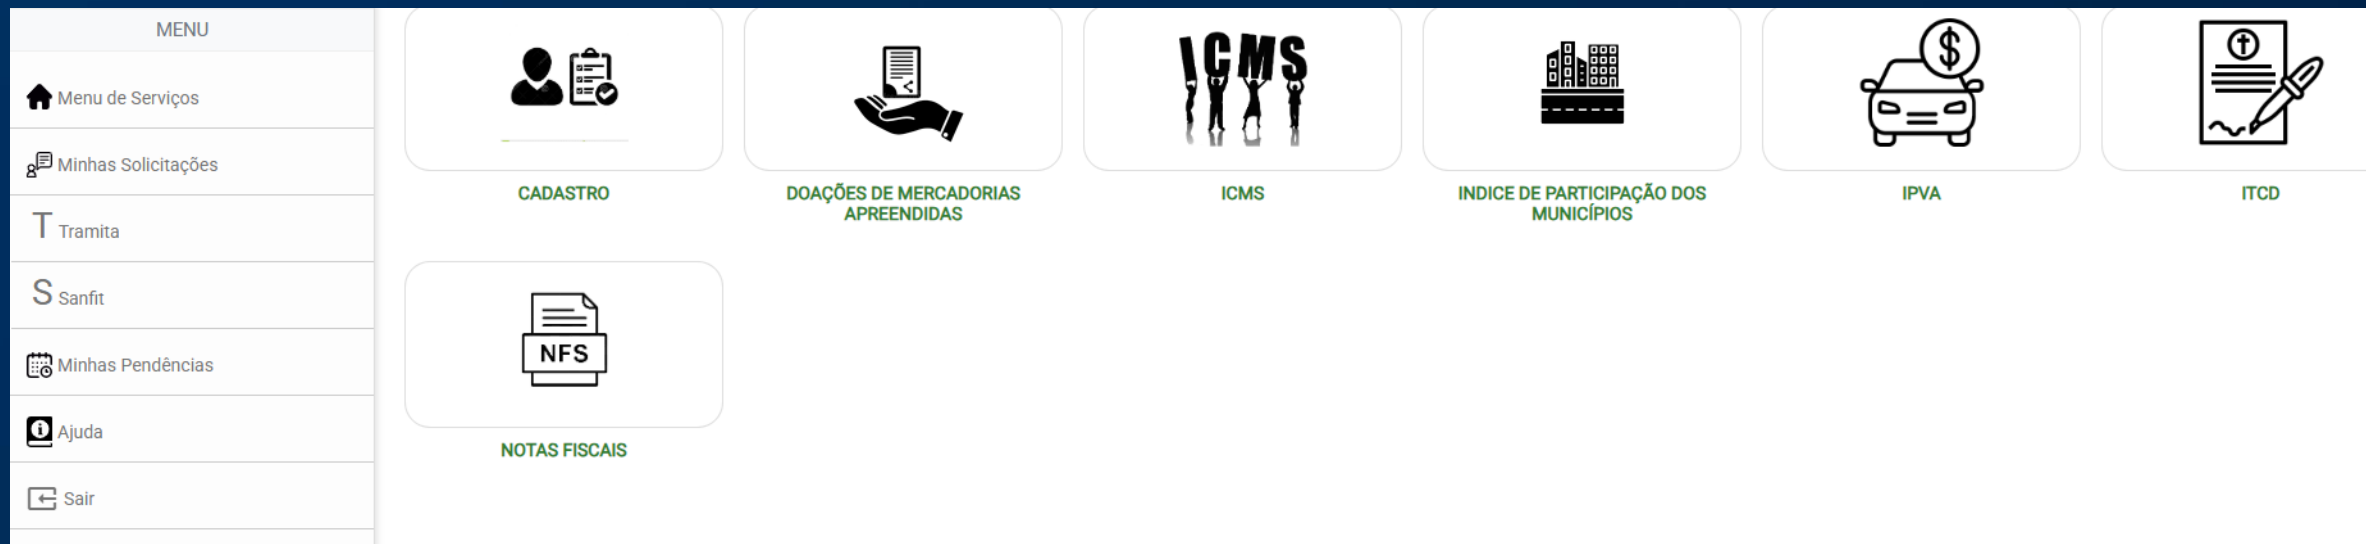 MENU
Menu de Serviços
Minhas Solicitações
T Tramita
S Sanfit
Minhas Pendências
Ajuda
Sair
CADASTRO
DOAÇÕES DE MERCADORIAS
APREENDIDAS
ICMS
ICMS
INDICE DE PARTICIPAÇÃO DOS
MUNICÍPIOS
$
IPVA
ITCD
NFS
NOTAS FISCAIS